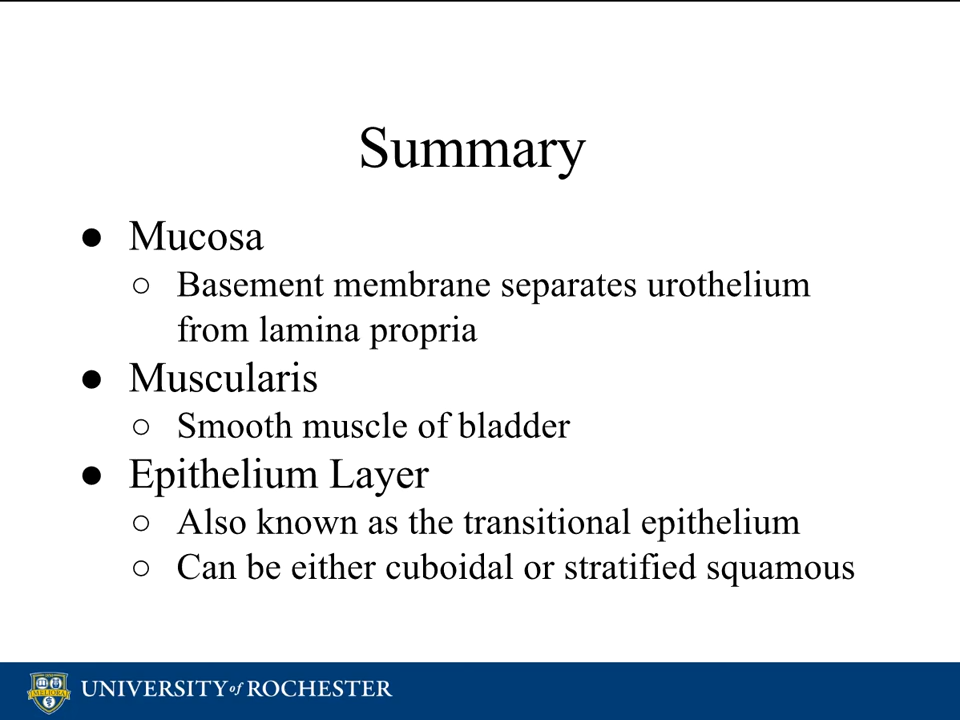 Summary
● Mucosa
○ Basement membrane separates urothelium
from lamina propria
● Muscularis
○ Smooth muscle of bladder
● Epithelium Layer
○ Also known as the transitional epithelium
○ Can be either cuboidal or stratified squamous
MELIORA
UNIVERSITY of ROCHESTER